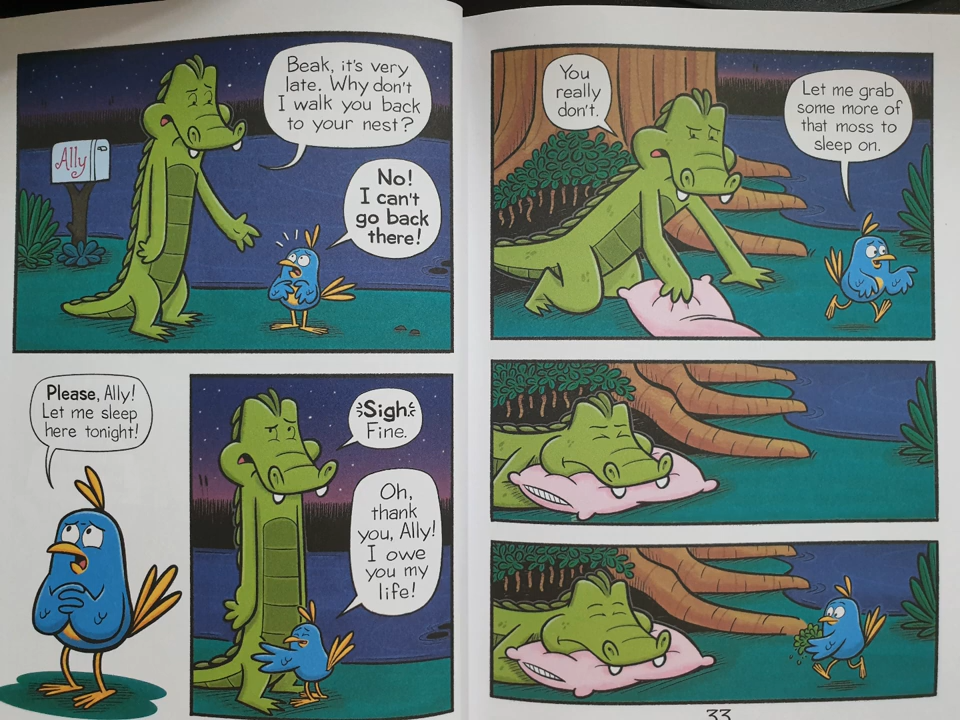 Beak, it's very
late. Why don't
I walk you back
to your nest?
Ally
No!
I can't
go back
there!
Please, Ally!
Let me sleep
here tonight!
Sigh.
Fine.
Oh,
thank
you, Ally!
I owe
you my
life!
You
really
don't.
Let me grab
some more of
that moss to
sleep on.
33